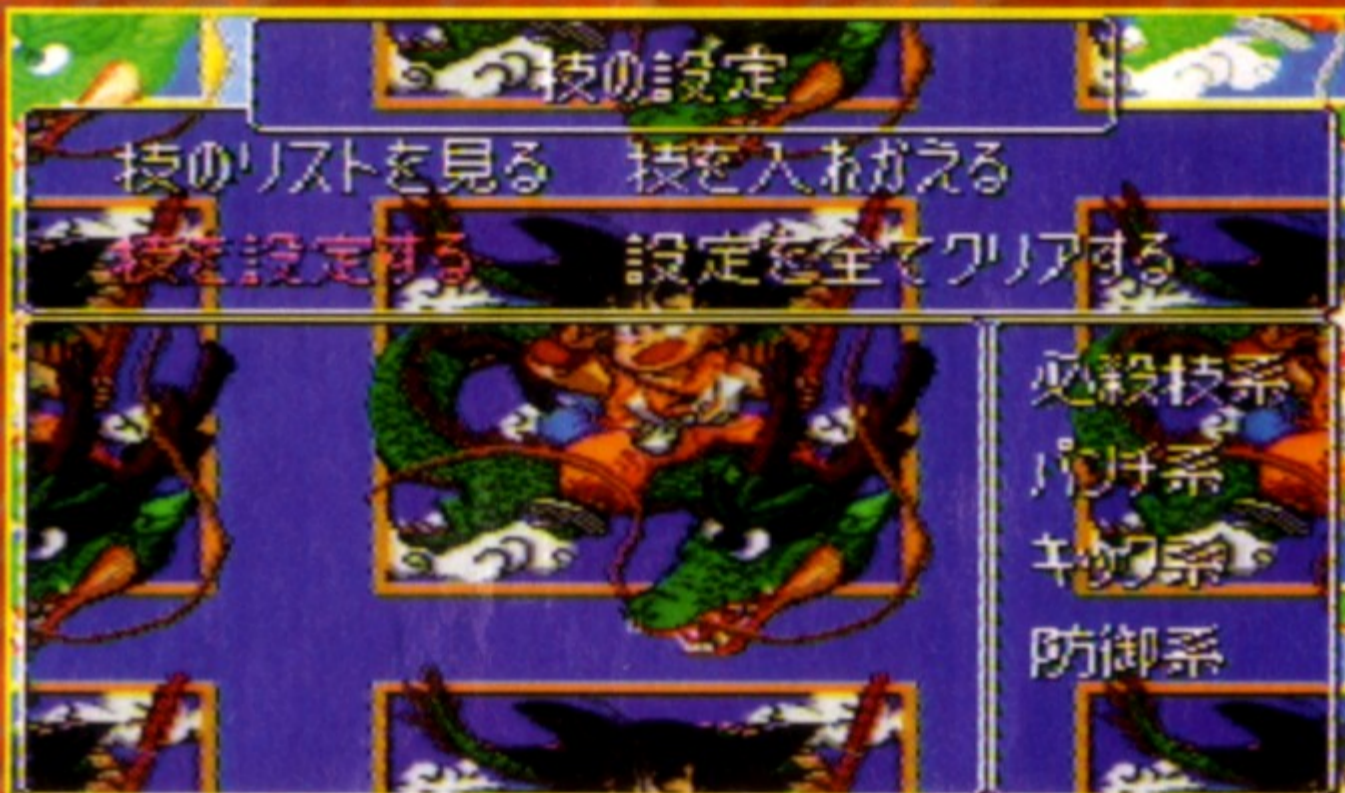 技の設定
技のリストを見る 技を入れかえる
技を設定する 設定を全てクリアする
必殺技系
パンチ系
キック系
防御系